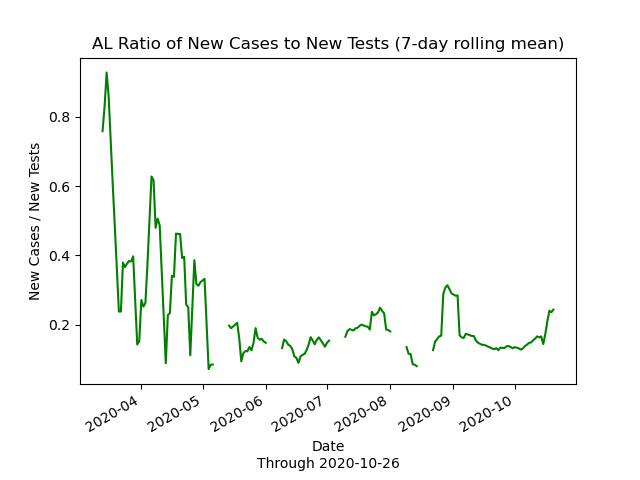 AL Ratio of New Cases to New Tests (7-day rolling mean)
New Cases / New Tests
0.8
0.6
0.4
0.2
2020-04
2020-05
2020-06
2020-07
2020-08
2020-09
2020-10
Date
Through 2020-10-26